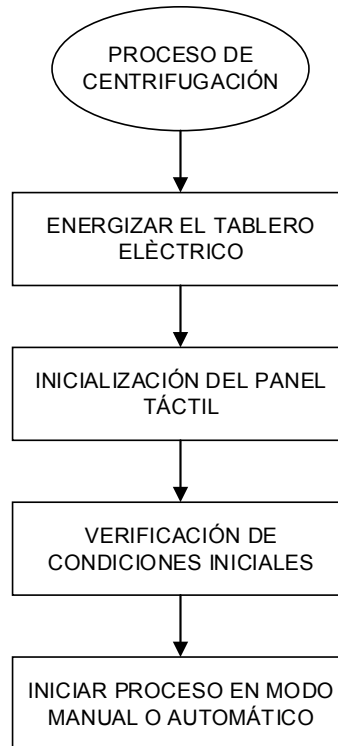 PROCESO DE
CENTRIFUGACIÓN
ENERGIZAR EL TABLERO
ELÈCTRICO
INICIALIZACIÓN DEL PANEL
TÁCTIL
VERIFICACIÓN DE
CONDICIONES INICIALES
INICIAR PROCESO EN MODO
MANUAL O AUTOMÁTICO